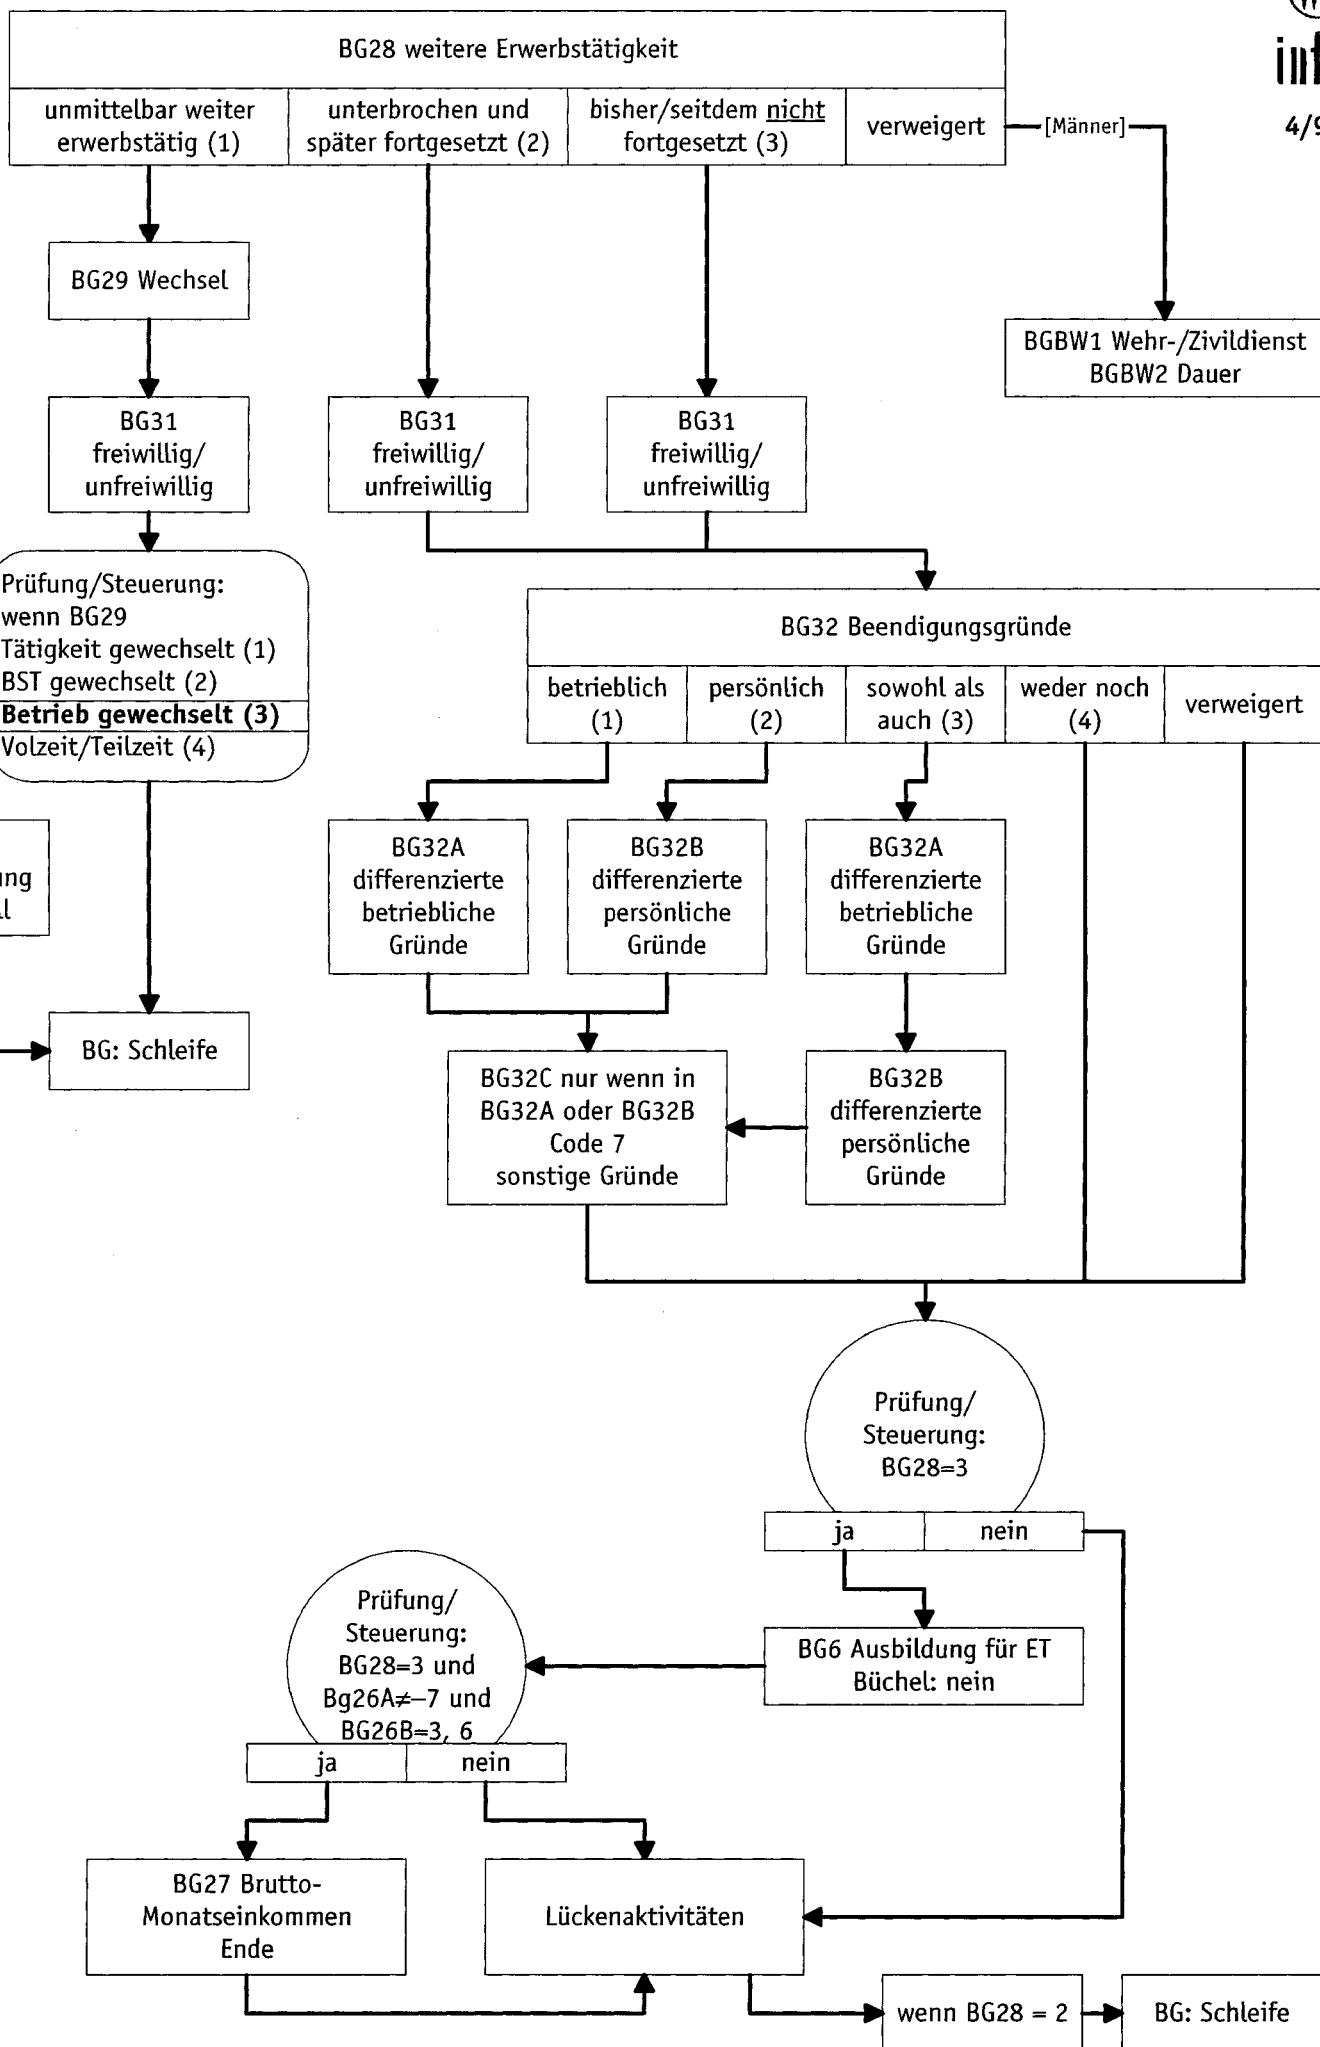 BG28 weitere Erwerbstätigkeit
unmittelbar weiter
erwerbstätig (1)
unterbrochen und
später fortgesetzt (2)
bisher/seitdem nicht
fortgesetzt (3)
verweigert
[Männer]
4/9
BG29 Wechsel
BGBW1 Wehr-/Zivildienst
BGBW2 Dauer
BG31
freiwillig/
unfreiwillig
BG31
freiwillig/
unfreiwillig
BG31
freiwillig/
unfreiwillig
Prüfung/Steuerung:
wenn BG29
Tätigkeit gewechselt (1)
BST gewechselt (2)
Betrieb gewechselt (3)
Volzeit/Teilzeit (4)
BG32 Beendigungsgründe
betrieblich
(1)
persönlich
(2)
sowohl als
auch (3)
weder noch
(4)
verweigert
BG32A
differenzierte
betriebliche
Gründe
BG32B
differenzierte
persönliche
Gründe
BG32A
differenzierte
betriebliche
Gründe
BG: Schleife
BG32C nur wenn in
BG32A oder BG32B
Code 7
sonstige Gründe
BG32B
differenzierte
persönliche
Gründe
Prüfung/
Steuerung:
BG28=3
ja
nein
BG6 Ausbildung für ET
Büchel: nein
Prüfung/
Steuerung:
BG28=3 und
Bg26A≠–7 und
BG26B=3, 6
ja
nein
BG27 Brutto-
Monatseinkommen
Ende
Lückenaktivitäten
wenn BG28 = 2
BG: Schleife